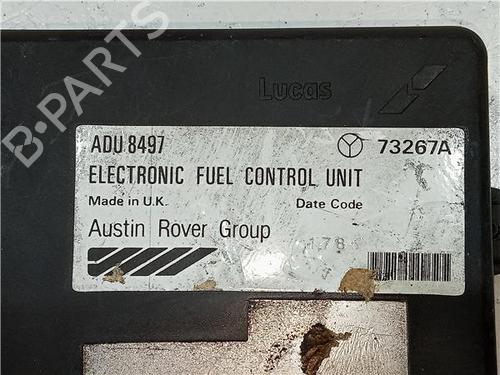 B-PARTS
Lucas
ADU 8497 73267A
ELECTRONIC FUEL CONTROL UNIT
Made in U.K. Date Code
Austin Rover Group